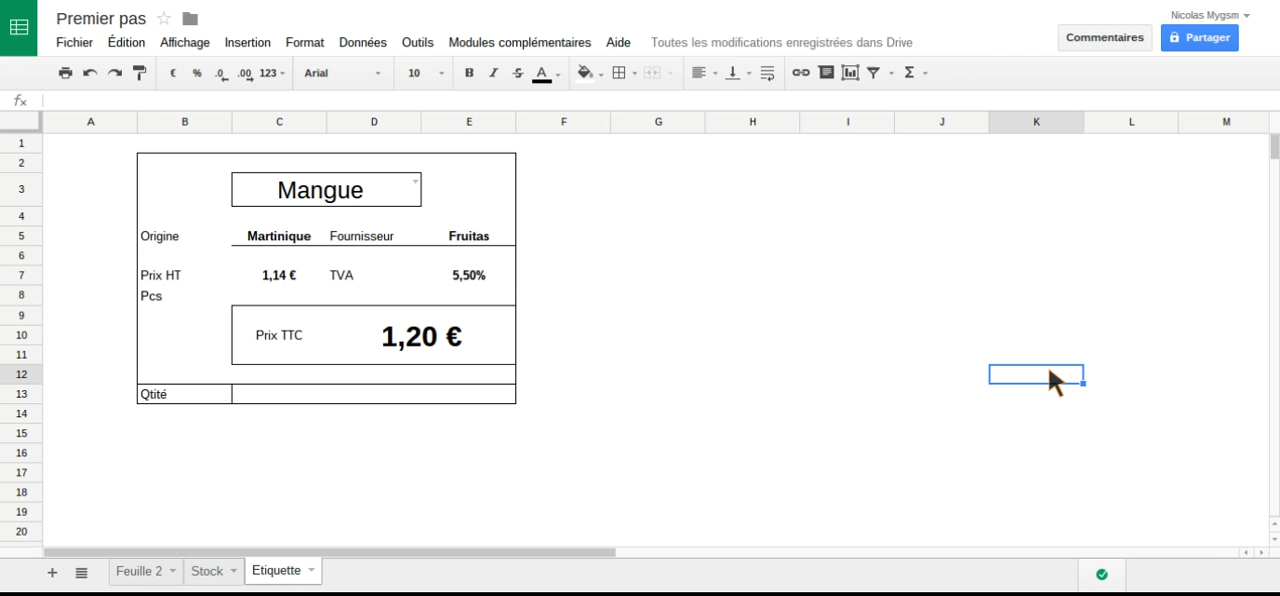 Premier pas
Nicolas Mygsm
Fichier Édition Affichage Insertion Format Données Outils Modules complémentaires Aide Toutes les modifications enregistrées dans Drive
Commentaires Partager
€ % .0 .00 123 Arial 10 B I S A Σ
fx
A B C D E F G H I J K L M
1
2
3 Mangue
4
5 Origine Martinique Fournisseur Fruitas
6
7 Prix HT 1,14 € TVA 5,50%
8 Pcs
9
10 Prix TTC 1,20 €
11
12
13 Qtité
14
15
16
17
18
19
20
+ Feuille 2 Stock Etiquette